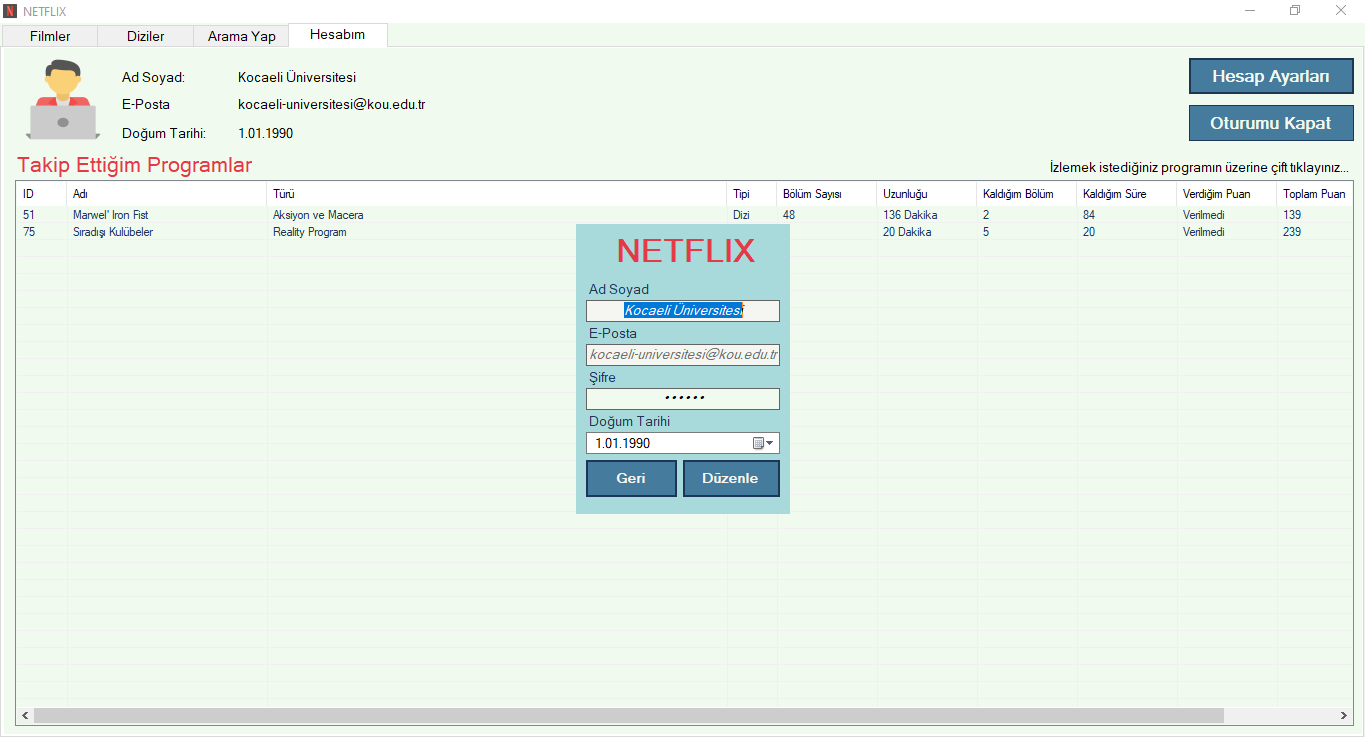 NETFLIX
Filmler Diziler Arama Yap Hesabım
Ad Soyad: Kocaeli Üniversitesi
E-Posta kocaeli-universitesi@kou.edu.tr
Doğum Tarihi: 1.01.1990
Hesap Ayarları
Oturumu Kapat
Takip Ettiğim Programlar
İzlemek istediğiniz programın üzerine çift tıklayınız...
ID Adı Türü Tipi Bölüm Sayısı Uzunluğu Kaldığım Bölüm Kaldığım Süre Verdiğim Puan Toplam Puan
51 Marwel' Iron Fist Aksiyon ve Macera Dizi 48 136 Dakika 2 84 Verilmedi 139
75 Sıradışı Kulübeler Reality Program 20 Dakika 5 20 Verilmedi 239
NETFLIX
Ad Soyad
Kocaeli Üniversitesi
E-Posta
kocaeli-universitesi@kou.edu.tr
Şifre
••••••
Doğum Tarihi
1.01.1990
Geri Düzenle